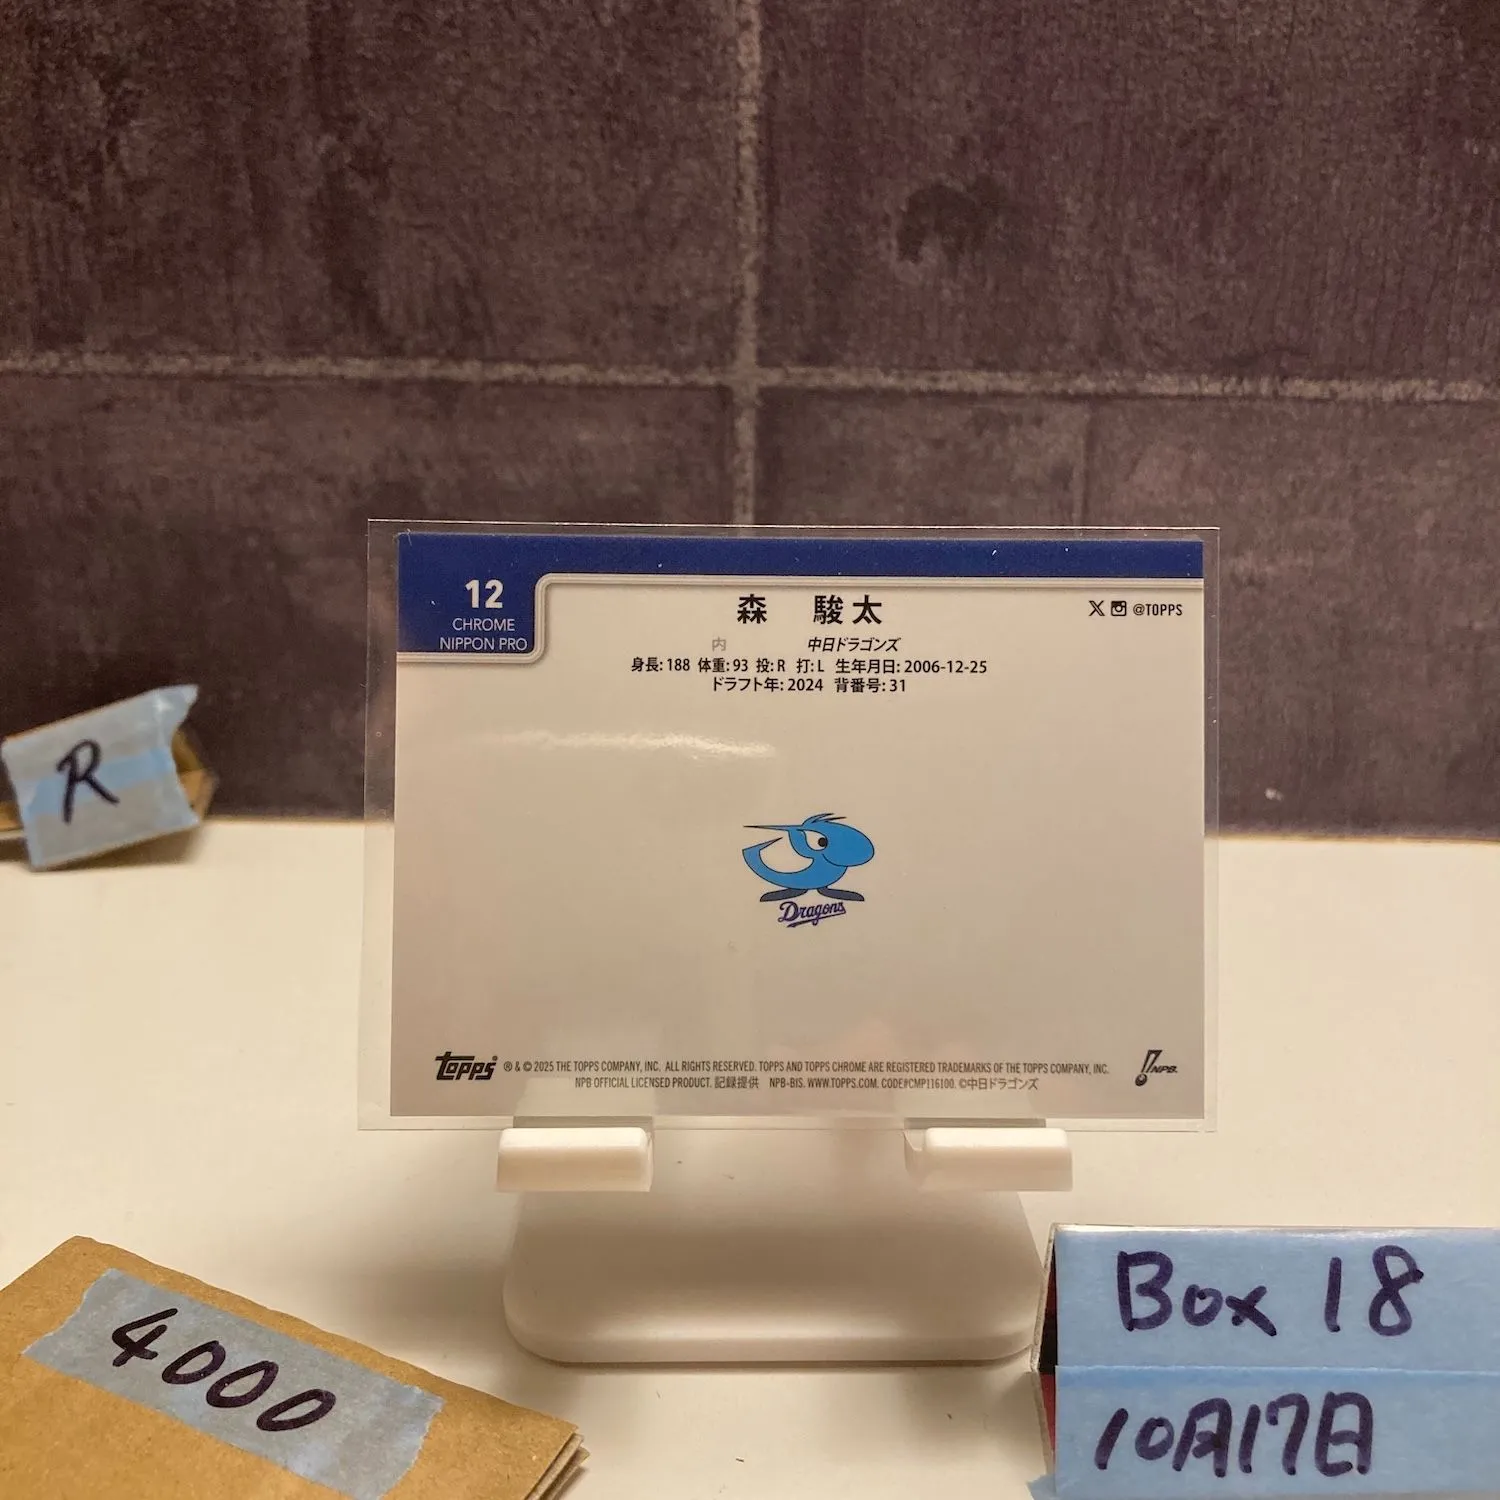 12
CHROME
NIPPON PRO
森 駿太
@TOPPS
内 中日ドラゴンズ
身長: 188 体重: 93 投: R 打: L 生年月日: 2006-12-25
ドラフト年: 2024 背番号: 31
Dragons
topps ® & © 2025 THE TOPPS COMPANY, INC. ALL RIGHTS RESERVED. TOPPS AND TOPPS CHROME ARE REGISTERED TRADEMARKS OF THE TOPPS COMPANY, INC.
NPB OFFICIAL LICENSED PRODUCT. 記録提供 NPB-BIS. WWW.TOPPS.COM. CODE#CMP116100. ©中日ドラゴンズ
NPB
R
4000
Box 18
10月17日